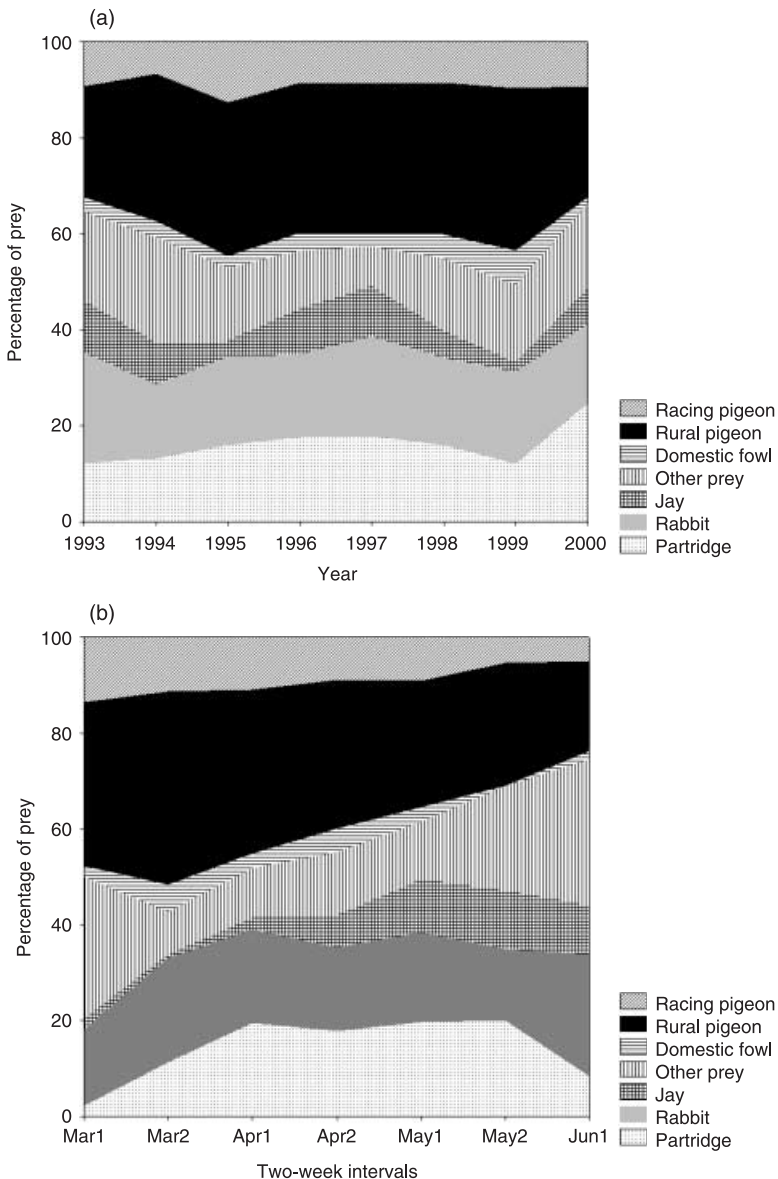 (a)
100
80
60
40
20
0
Percentage of prey
1993 1994 1995 1996 1997 1998 1999 2000
Year
Racing pigeon
Rural pigeon
Domestic fowl
Other prey
Jay
Rabbit
Partridge
(b)
100
80
60
40
20
0
Percentage of prey
Mar1 Mar2 Apr1 Apr2 May1 May2 Jun1
Two-week intervals
Racing pigeon
Rural pigeon
Domestic fowl
Other prey
Jay
Rabbit
Partridge